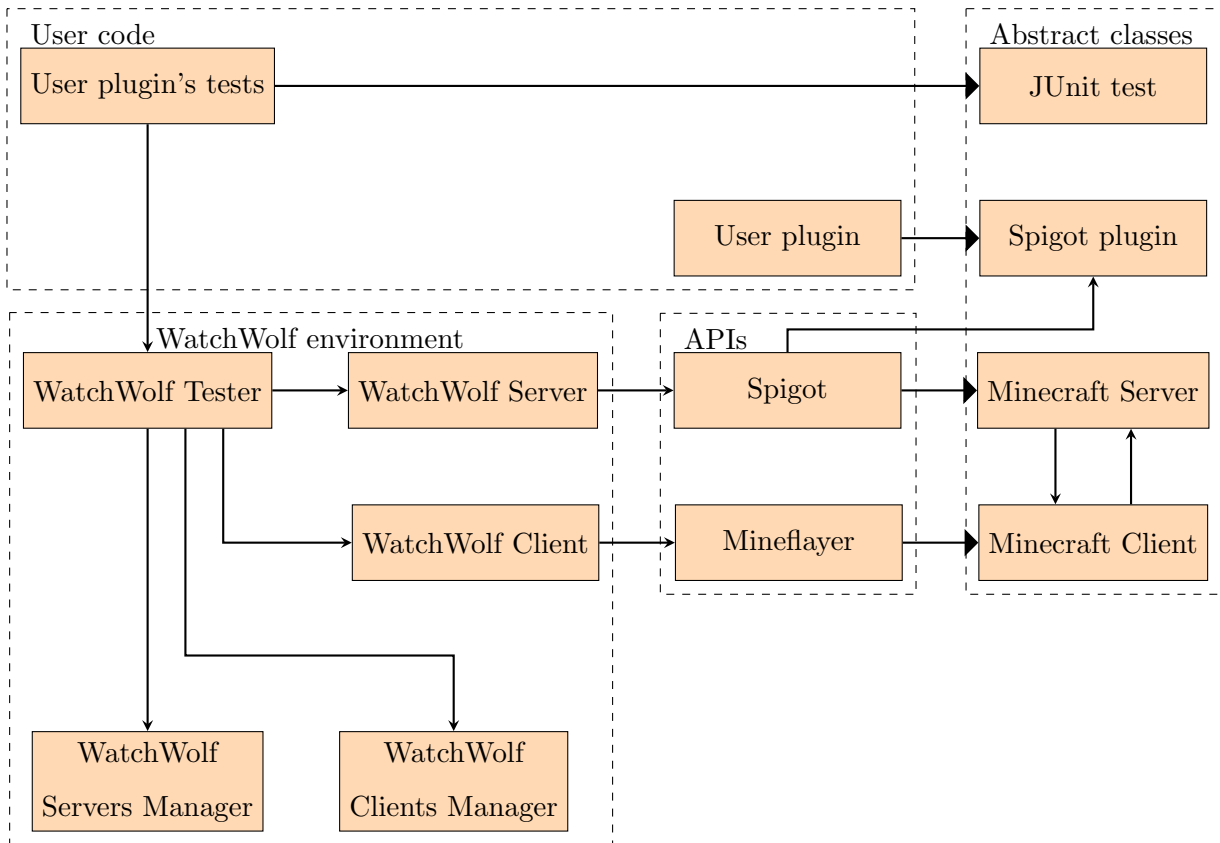 User code
Abstract classes
User plugin's tests
JUnit test
User plugin
Spigot plugin
WatchWolf environment
APIs
WatchWolf Tester
WatchWolf Server
Spigot
Minecraft Server
WatchWolf Client
Mineflayer
Minecraft Client
WatchWolf
Servers Manager
WatchWolf
Clients Manager